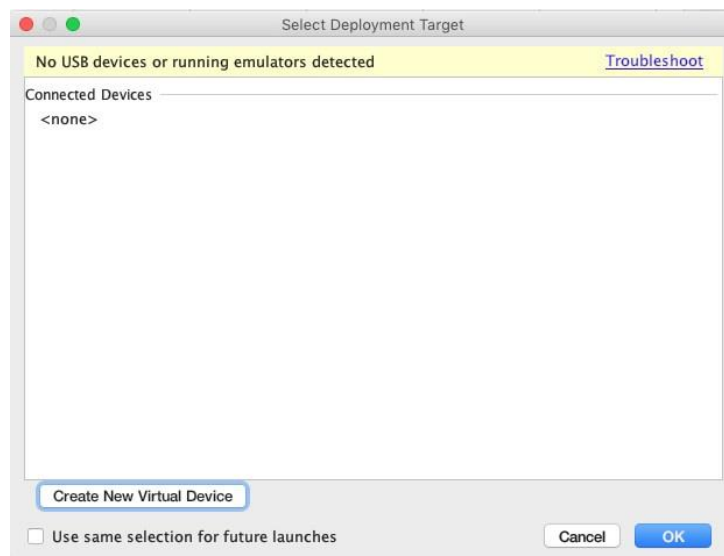 Select Deployment Target
No USB devices or running emulators detected Troubleshoot
Connected Devices
<none>
Create New Virtual Device
Use same selection for future launches Cancel OK